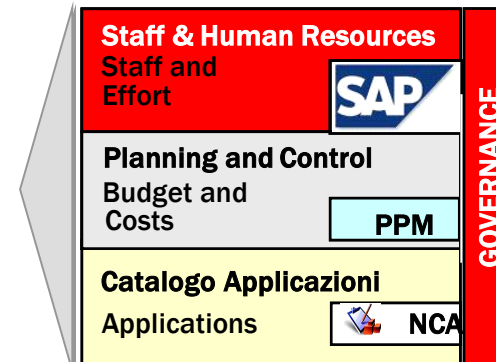 Staff & Human Resources
Staff and
Effort
SAP
Planning and Control
Budget and
Costs
PPM
Catalogo Applicazioni
Applications
NCA
GOVERNANCE